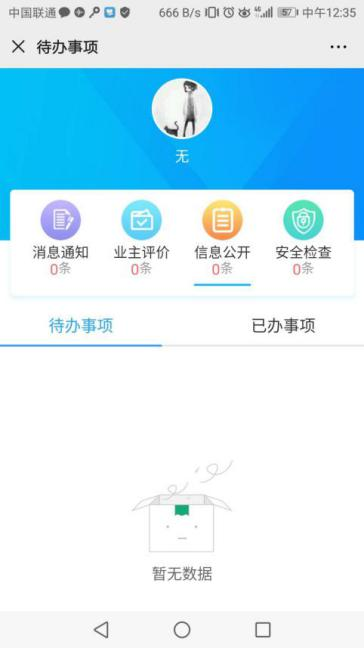 中国联通 666 B/s 4G 57 中午12:35
待办事项
无
消息通知 业主评价 信息公开 安全检查
0条 0条 0条 0条
待办事项 已办事项
暂无数据